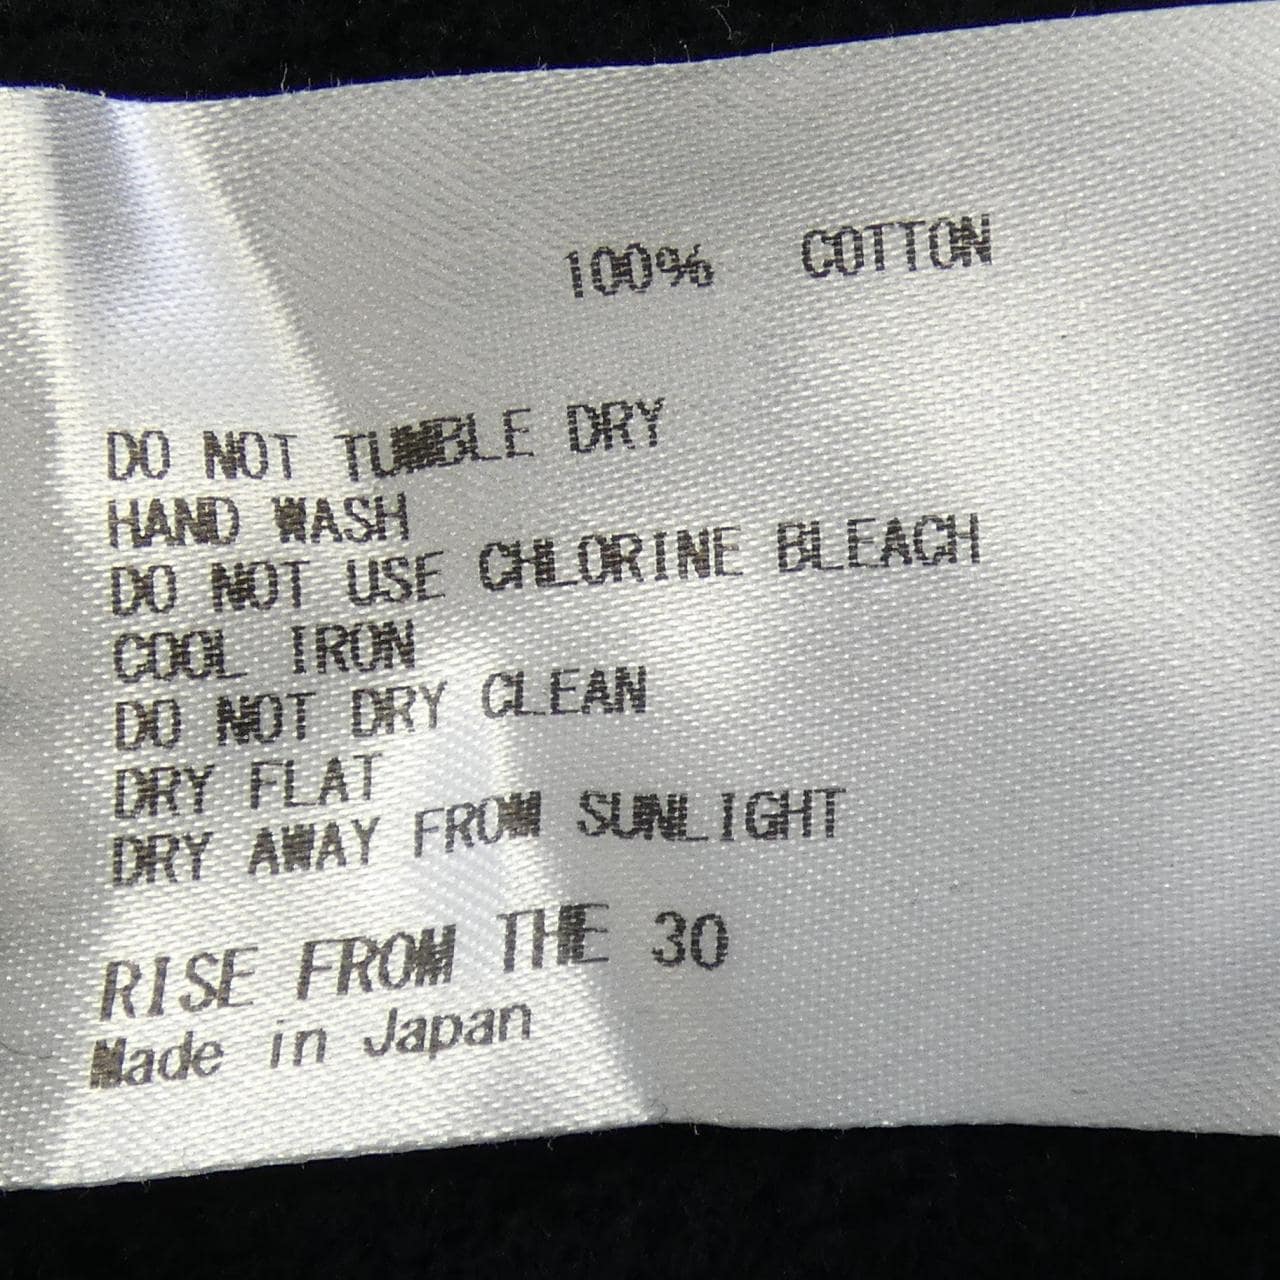 100% COTTON
DO NOT TUMBLE DRY
HAND WASH
DO NOT USE CHLORINE BLEACH
COOL IRON
DO NOT DRY CLEAN
DRY FLAT
DRY AWAY FROM SUNLIGHT
RISE FROM THE 30
Made in Japan